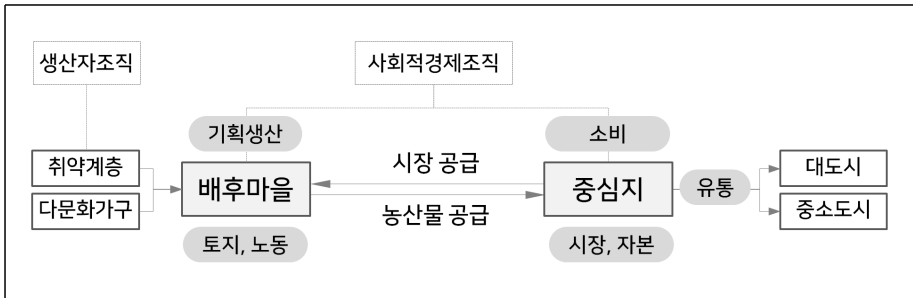 생산자조직
사회적경제조직
기획생산
소비
취약계층
다문화가구
배후마을
시장 공급
농산물 공급
중심지
유통
대도시
중소도시
토지, 노동
시장, 자본